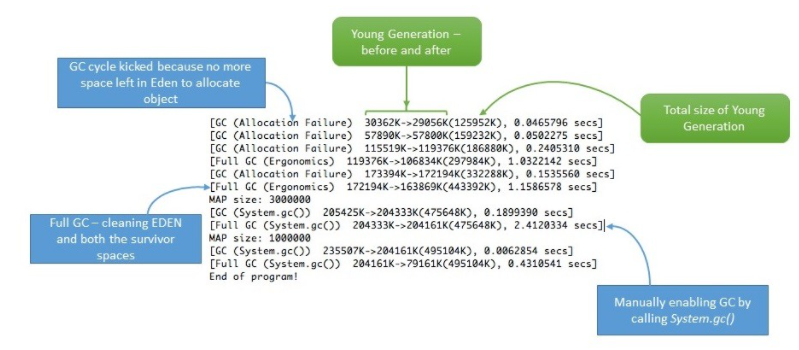 Young Generation –
before and after
GC cycle kicked because no more
space left in Eden to allocate
object
Total size of Young
Generation
[GC (Allocation Failure)  30362K->29056K(125952K), 0.0465796 secs]
[GC (Allocation Failure)  57890K->57800K(159232K), 0.0502275 secs]
[GC (Allocation Failure)  115519K->119376K(186880K), 0.2405310 secs]
[Full GC (Ergonomics)  119376K->106834K(297984K), 1.0322142 secs]
[GC (Allocation Failure)  173394K->172194K(332288K), 0.1535560 secs]
[Full GC (Ergonomics)  172194K->163869K(443392K), 1.1586578 secs]
MAP size: 3000000
[GC (System.gc())  205425K->204333K(475648K), 0.1899390 secs]
[Full GC (System.gc())  204333K->204161K(475648K), 2.4120334 secs]
MAP size: 1000000
[GC (System.gc())  235507K->204161K(495104K), 0.0062854 secs]
[Full GC (System.gc())  204161K->79161K(495104K), 0.4310541 secs]
End of program!
Full GC – cleaning EDEN
and both the survivor
spaces
Manually enabling GC by
calling System.gc()